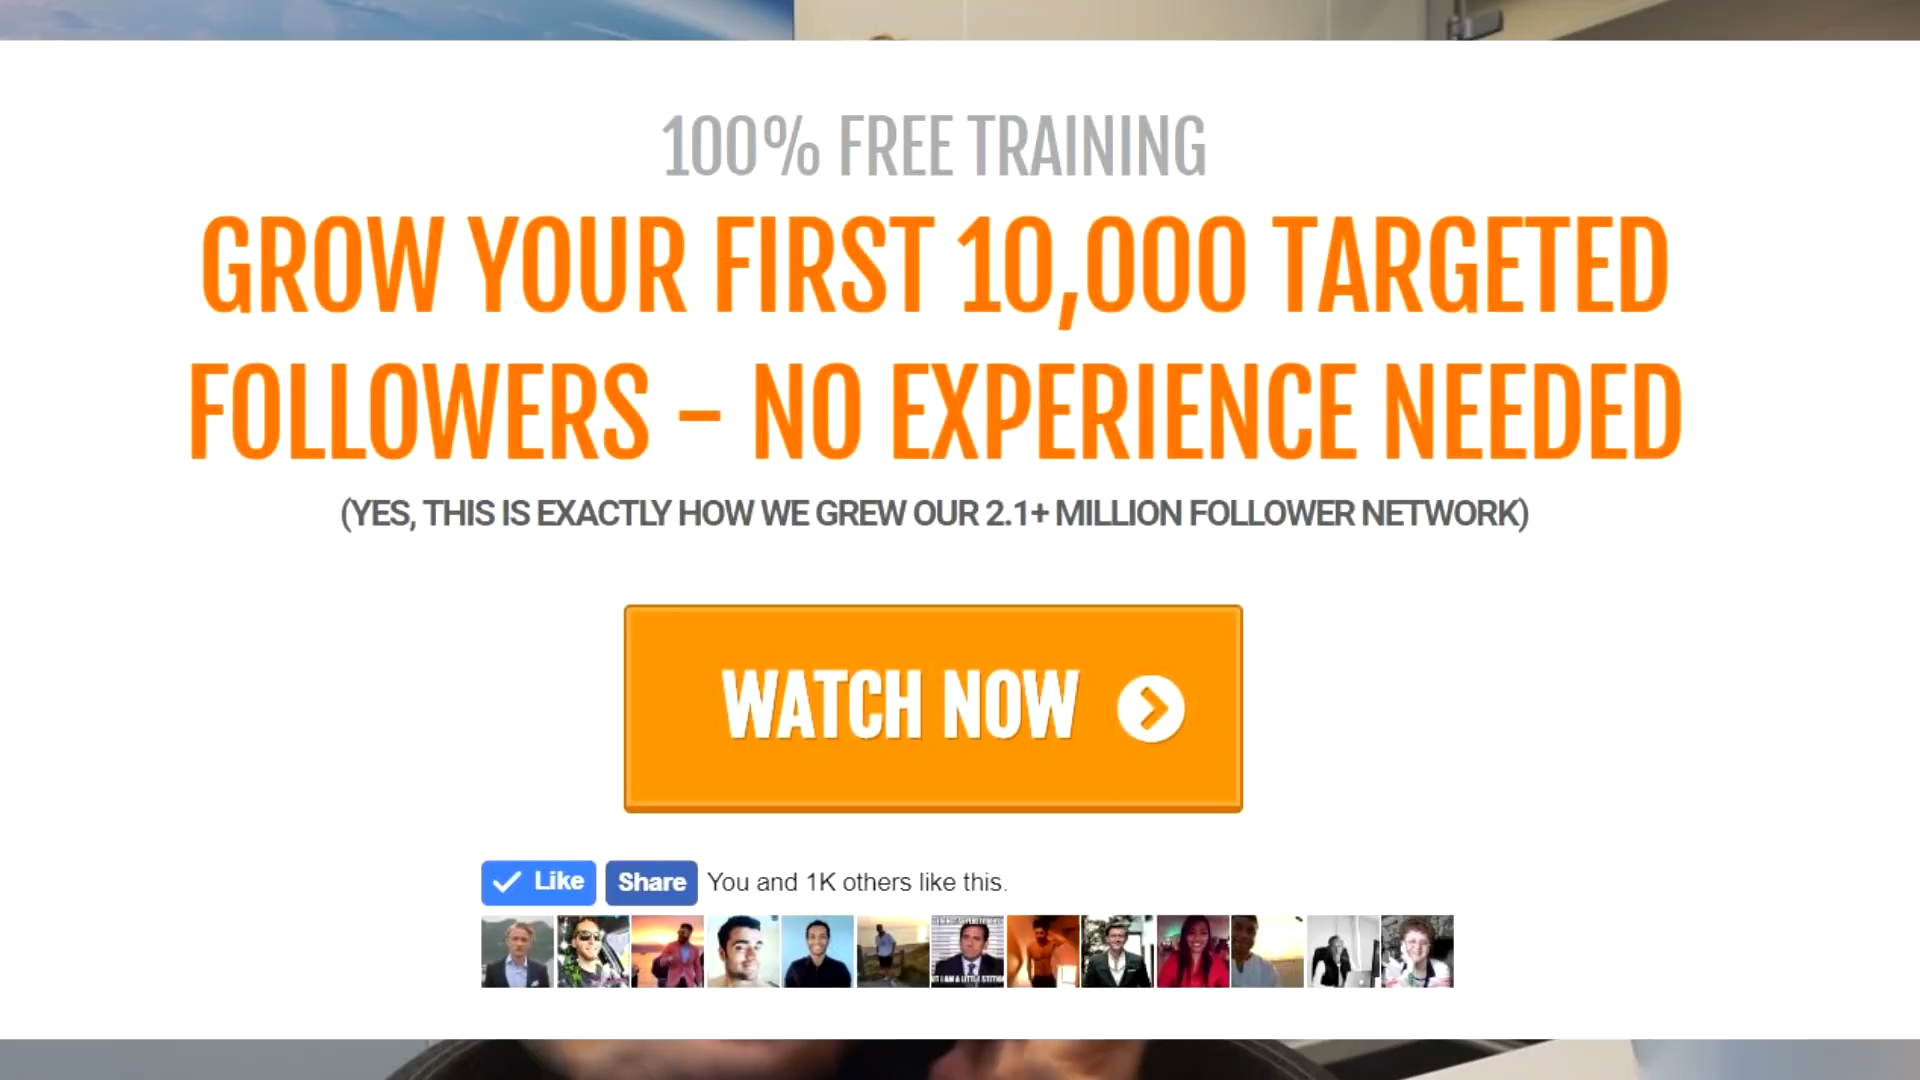 100% FREE TRAINING
GROW YOUR FIRST 10,000 TARGETED
FOLLOWERS – NO EXPERIENCE NEEDED
(YES, THIS IS EXACTLY HOW WE GREW OUR 2.1+ MILLION FOLLOWER NETWORK)
WATCH NOW
Like Share You and 1K others like this.